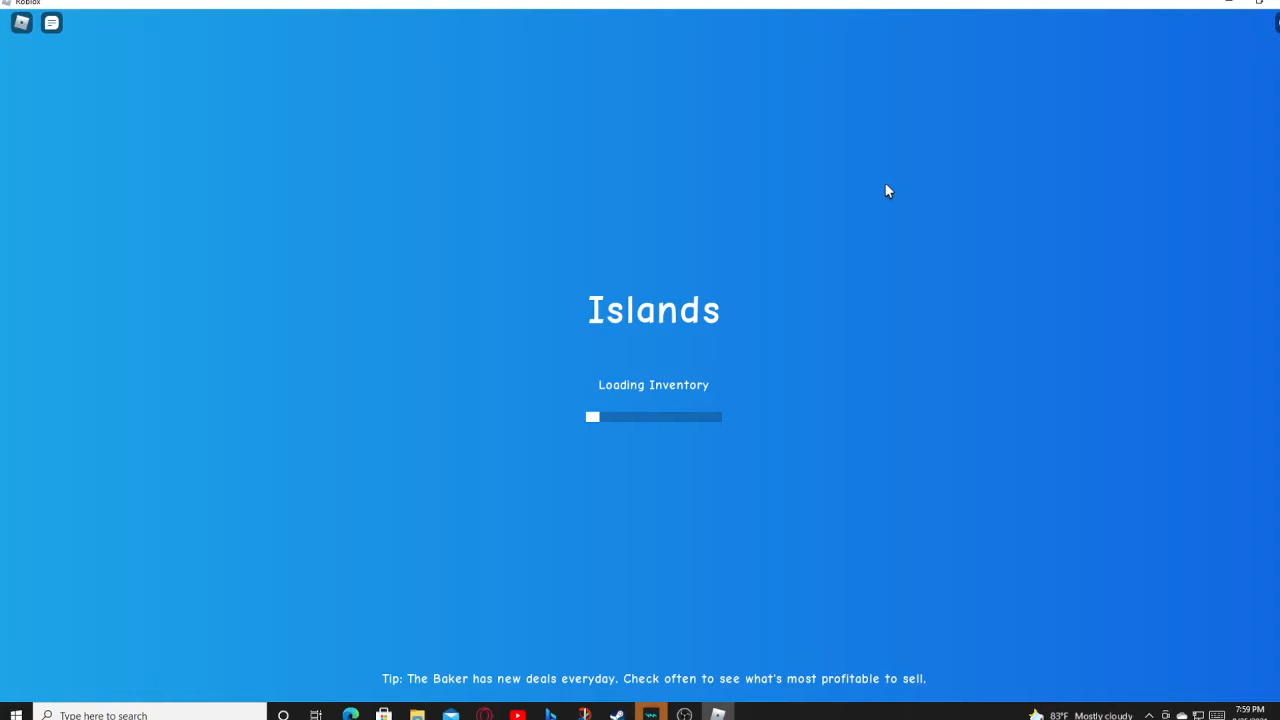 Roblox
Islands
Loading Inventory
Tip: The Baker has new deals everyday. Check often to see what's most profitable to sell.
Type here to search
83°F Mostly cloudy
7:59 PM